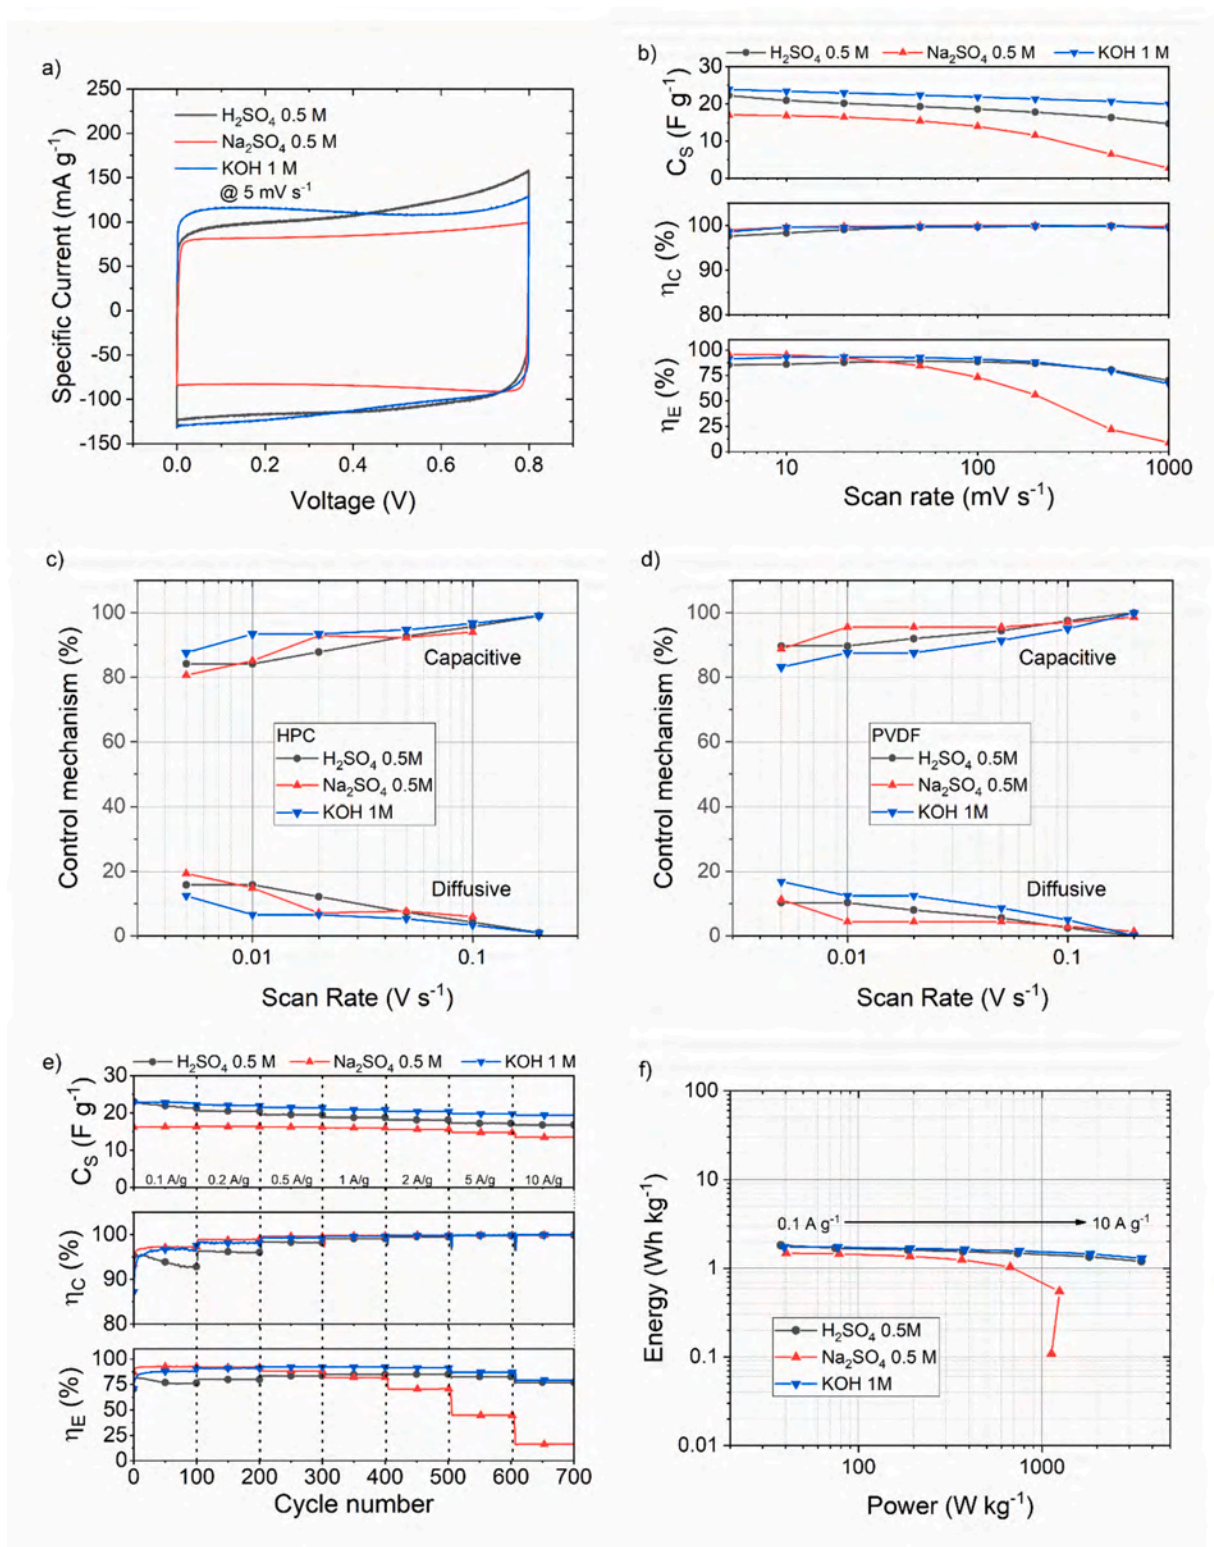 a)
H₂SO₄ 0.5 M
Na₂SO₄ 0.5 M
KOH 1 M
@ 5 mV s⁻¹
250
200
150
100
50
0
-50
-100
-150
Specific Current (mA g⁻¹)
0.0 0.2 0.4 0.6 0.8
Voltage (V)
b)
H₂SO₄ 0.5 M Na₂SO₄ 0.5 M KOH 1 M
30
20
10
0
C_S (F g⁻¹)
100
90
80
η_C (%)
100
75
50
25
0
η_E (%)
10 100 1000
Scan rate (mV s⁻¹)
c)
100
80
60
40
20
0
Control mechanism (%)
Capacitive
HPC
H₂SO₄ 0.5M
Na₂SO₄ 0.5M
KOH 1M
Diffusive
0.01 0.1
Scan Rate (V s⁻¹)
d)
100
80
60
40
20
0
Control mechanism (%)
Capacitive
PVDF
H₂SO₄ 0.5M
Na₂SO₄ 0.5M
KOH 1M
Diffusive
0.01 0.1
Scan Rate (V s⁻¹)
e)
H₂SO₄ 0.5 M Na₂SO₄ 0.5 M KOH 1 M
30
20
10
0
C_S (F g⁻¹)
0.1 A/g 0.2 A/g 0.5 A/g 1 A/g 2 A/g 5 A/g 10 A/g
100
90
80
η_C (%)
100
75
50
25
0
η_E (%)
0 100 200 300 400 500 600 700
Cycle number
f)
100
10
1
0.1
0.01
Energy (Wh kg⁻¹)
0.1 A g⁻¹ 10 A g⁻¹
H₂SO₄ 0.5M
Na₂SO₄ 0.5 M
KOH 1M
100 1000
Power (W kg⁻¹)